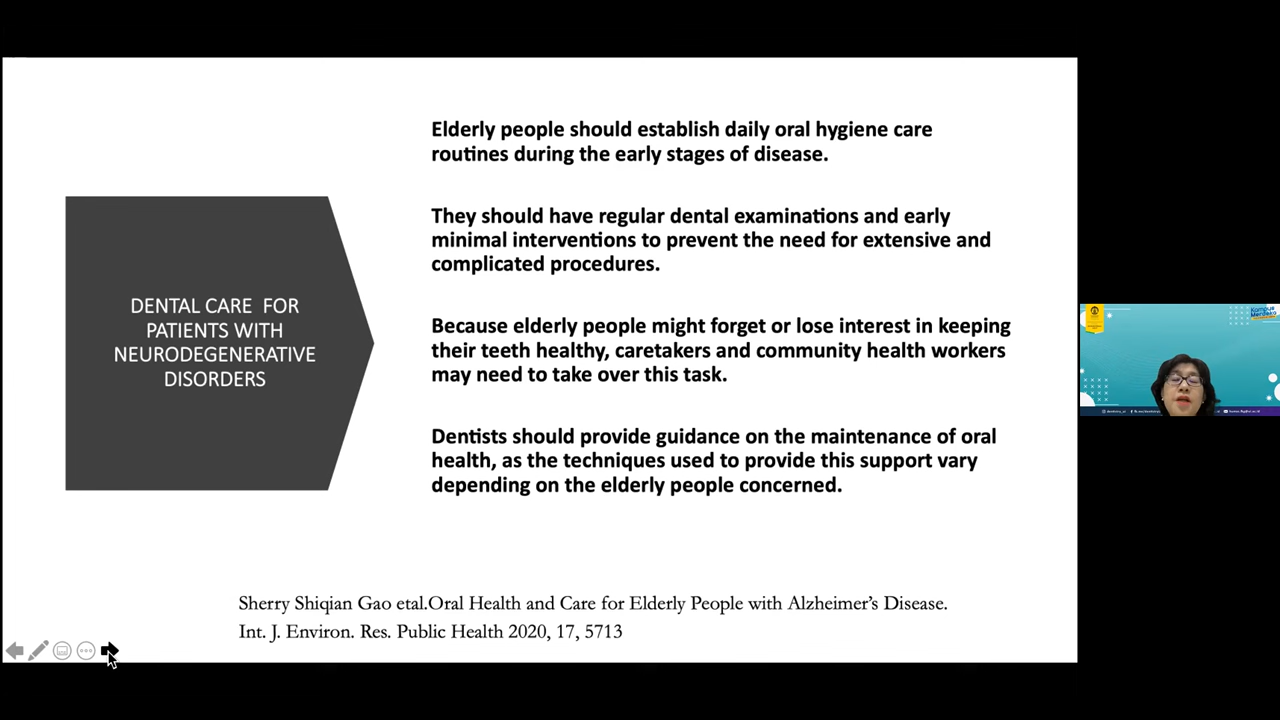 Elderly people should establish daily oral hygiene care
routines during the early stages of disease.
They should have regular dental examinations and early
minimal interventions to prevent the need for extensive and
complicated procedures.
DENTAL CARE FOR
PATIENTS WITH
NEURODEGENERATIVE
DISORDERS
Because elderly people might forget or lose interest in keeping
their teeth healthy, caretakers and community health workers
may need to take over this task.
Dentists should provide guidance on the maintenance of oral
health, as the techniques used to provide this support vary
depending on the elderly people concerned.
Sherry Shiqian Gao etal.Oral Health and Care for Elderly People with Alzheimer's Disease.
Int. J. Environ. Res. Public Health 2020, 17, 5713
Kampus
Merdeka